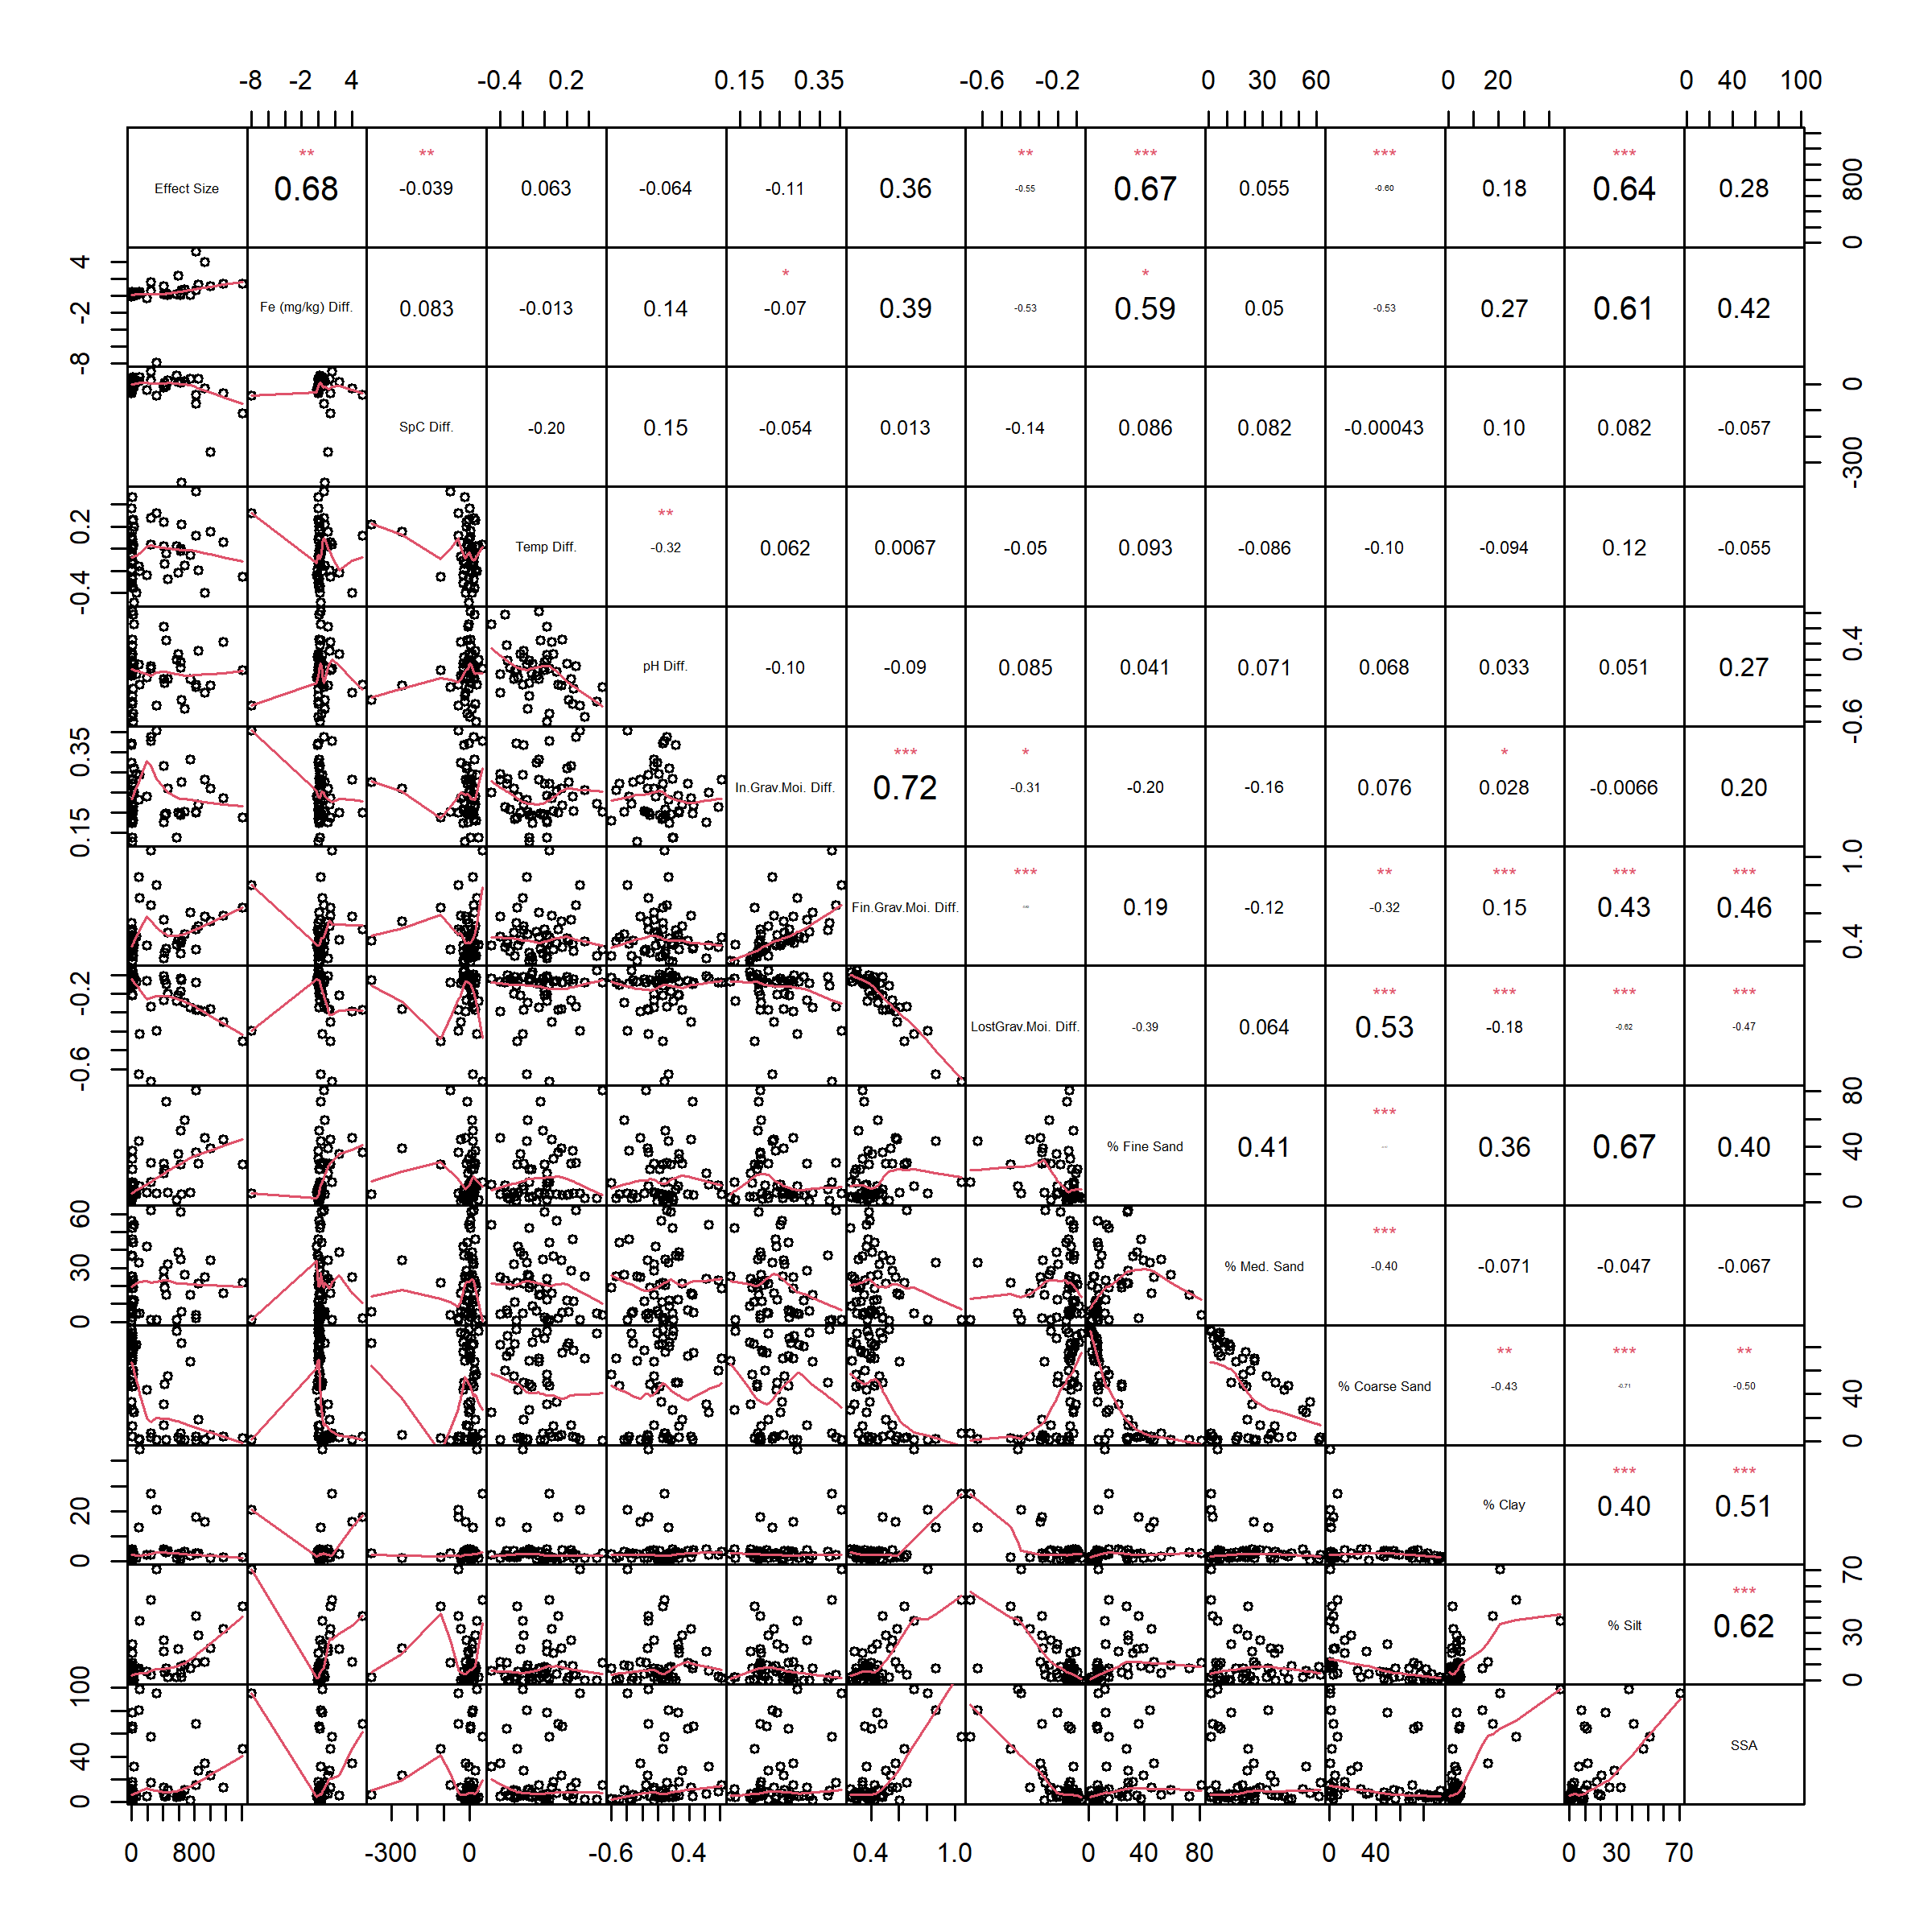 -8 -2 4 -0.4 0.2 0.15 0.35 -0.6 -0.2 0 30 60 0 20 0 40 100
** ** ** *** *** ***
Effect Size 0.68 -0.039 0.063 -0.064 -0.11 0.36 -0.55 0.67 0.055 -0.60 0.18 0.64 0.28 0 800
* *
-8 -2 4 Fe (mg/kg) Diff. 0.083 -0.013 0.14 -0.07 0.39 -0.53 0.59 0.05 -0.53 0.27 0.61 0.42
SpC Diff. -0.20 0.15 -0.054 0.013 -0.14 0.086 0.082 -0.00043 0.10 0.082 -0.057 -300 0
**
-0.4 0.2 Temp Diff. -0.32 0.062 0.0067 -0.05 0.093 -0.086 -0.10 -0.094 0.12 -0.055
pH Diff. -0.10 -0.09 0.085 0.041 0.071 0.068 0.033 0.051 0.27 -0.6 0.4
*** * *
0.15 0.35 In.Grav.Moi. Diff. 0.72 -0.31 -0.20 -0.16 0.076 0.028 -0.0066 0.20
*** ** *** *** ***
Fin.Grav.Moi. Diff. 0.19 -0.12 -0.32 0.15 0.43 0.46 0.4 1.0
*** *** *** ***
-0.6 -0.2 LostGrav.Moi. Diff. -0.39 0.064 0.53 -0.18 -0.62 -0.47
***
% Fine Sand 0.41 0.36 0.67 0.40 0 40 80
***
0 30 60 % Med. Sand -0.40 -0.071 -0.047 -0.067
** *** **
% Coarse Sand -0.43 -0.71 -0.50 0 40
*** ***
0 20 % Clay 0.40 0.51
***
% Silt 0.62 0 30 70
0 40 100 SSA
0 800 -300 0 -0.6 0.4 0.4 1.0 0 40 80 0 40 0 30 70